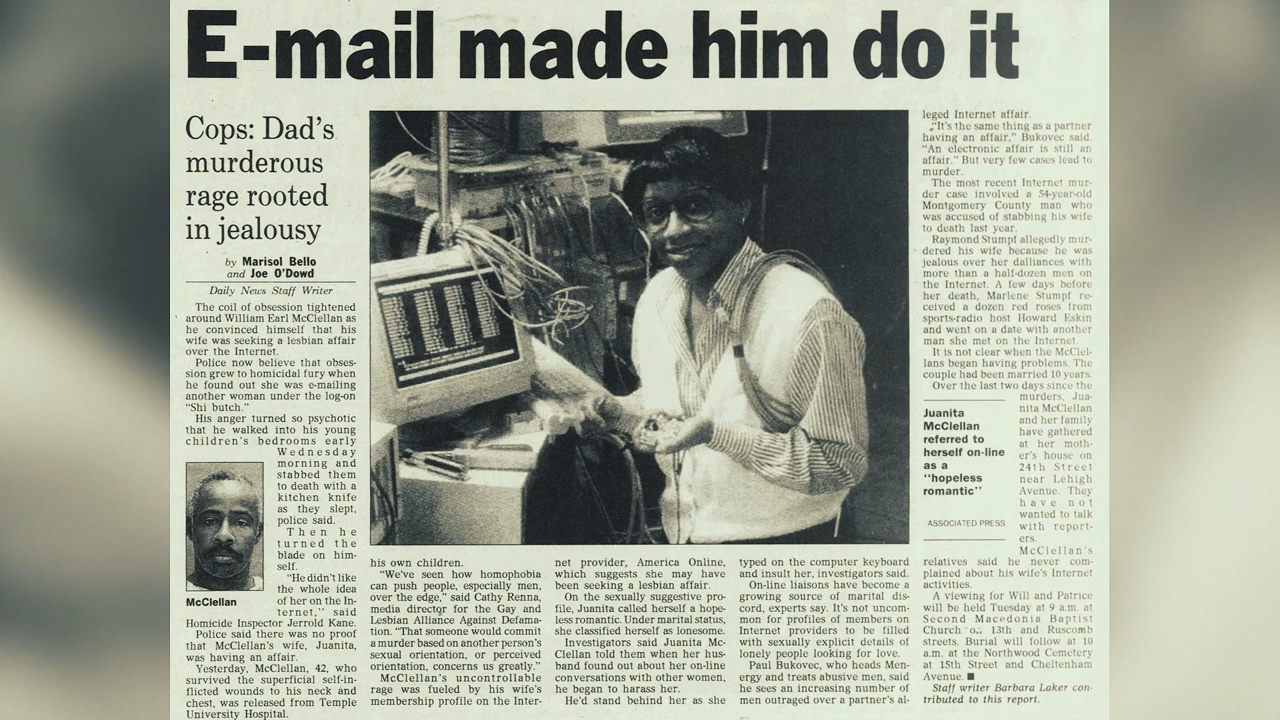 E-mail made him do it
Cops: Dad's
murderous
rage rooted
in jealousy
by Marisol Bello
and Joe O'Dowd
Daily News Staff Writer
The coil of obsession tightened
around William Earl McClellan as
he convinced himself that his
wife was seeking a lesbian affair
over the Internet.
Police now believe that obses-
sion grew to homicidal fury when
he found out she was e-mailing
another woman under the log-on
"Shi butch."
His anger turned so psychotic
that he walked into his young
children's bedrooms early
Wednesday
morning and
stabbed them
to death with a
kitchen knife
as they slept,
police said.
Then he
turned the
blade on him-
self.
"He didn't like
the whole idea
of her on the In-
ternet," said
McClellan
Homicide Inspector Jerrold Kane.
Police said there was no proof
that McClellan's wife, Juanita,
was having an affair.
Yesterday, McClellan, 42, who
survived the superficial self-in-
flicted wounds to his neck and
chest, was released from Temple
University Hospital.
his own children.
"We've seen how homophobia
can push people, especially men,
over the edge," said Cathy Renna,
media director for the Gay and
Lesbian Alliance Against Defama-
tion. "That someone would commit
a murder based on another person's
sexual orientation, or perceived
orientation, concerns us greatly."
McClellan's uncontrollable
rage was fueled by his wife's
membership profile on the Inter-
net provider, America Online,
which suggests she may have
been seeking a lesbian affair.
On the sexually suggestive pro-
file, Juanita called herself a hope-
less romantic. Under marital status,
she classified herself as lonesome.
Investigators said Juanita Mc-
Clellan told them when her hus-
band found out about her on-line
conversations with other women,
he began to harass her.
He'd stand behind her as she
typed on the computer keyboard
and insult her, investigators said.
On-line liaisons have become a
growing source of marital dis-
cord, experts say. It's not uncom-
mon for profiles of members on
Internet providers to be filled
with sexually explicit details of
lonely people looking for love.
Paul Bukovec, who heads Men-
ergy and treats abusive men, said
he sees an increasing number of
men outraged over a partner's al-
leged Internet affair.
"It's the same thing as a partner
having an affair," Bukovec said.
"An electronic affair is still an
affair." But very few cases lead to
murder.
The most recent Internet mur-
der case involved a 54-year-old
Montgomery County man who
was accused of stabbing his wife
to death last year.
Raymond Stumpf allegedly mur-
dered his wife because he was
jealous over her dalliances with
more than a half-dozen men on
the Internet. A few days before
her death, Marlene Stumpf re-
ceived a dozen red roses from
sports-radio host Howard Eskin
and went on a date with another
man she met on the Internet.
It is not clear when the McClel-
lans began having problems. The
couple had been married 10 years.
Over the last two days since the
murders, Jua-
nita McClellan
and her family
have gathered
at her moth-
er's house on
24th Street
near Lehigh
Avenue. They
have not
wanted to talk
with report-
ers.
Juanita
McClellan
referred to
herself on-line
as a
"hopeless
romantic"
ASSOCIATED PRESS
McClellan's
relatives said he never com-
plained about his wife's Internet
activities.
A viewing for Will and Patrice
will be held Tuesday at 9 a.m. at
Second Macedonia Baptist
Church 13th and Ruscomb
streets. Burial will follow at 10
a.m. at the Northwood Cemetery
at 15th Street and Cheltenham
Avenue. ■
Staff writer Barbara Laker con-
tributed to this report.